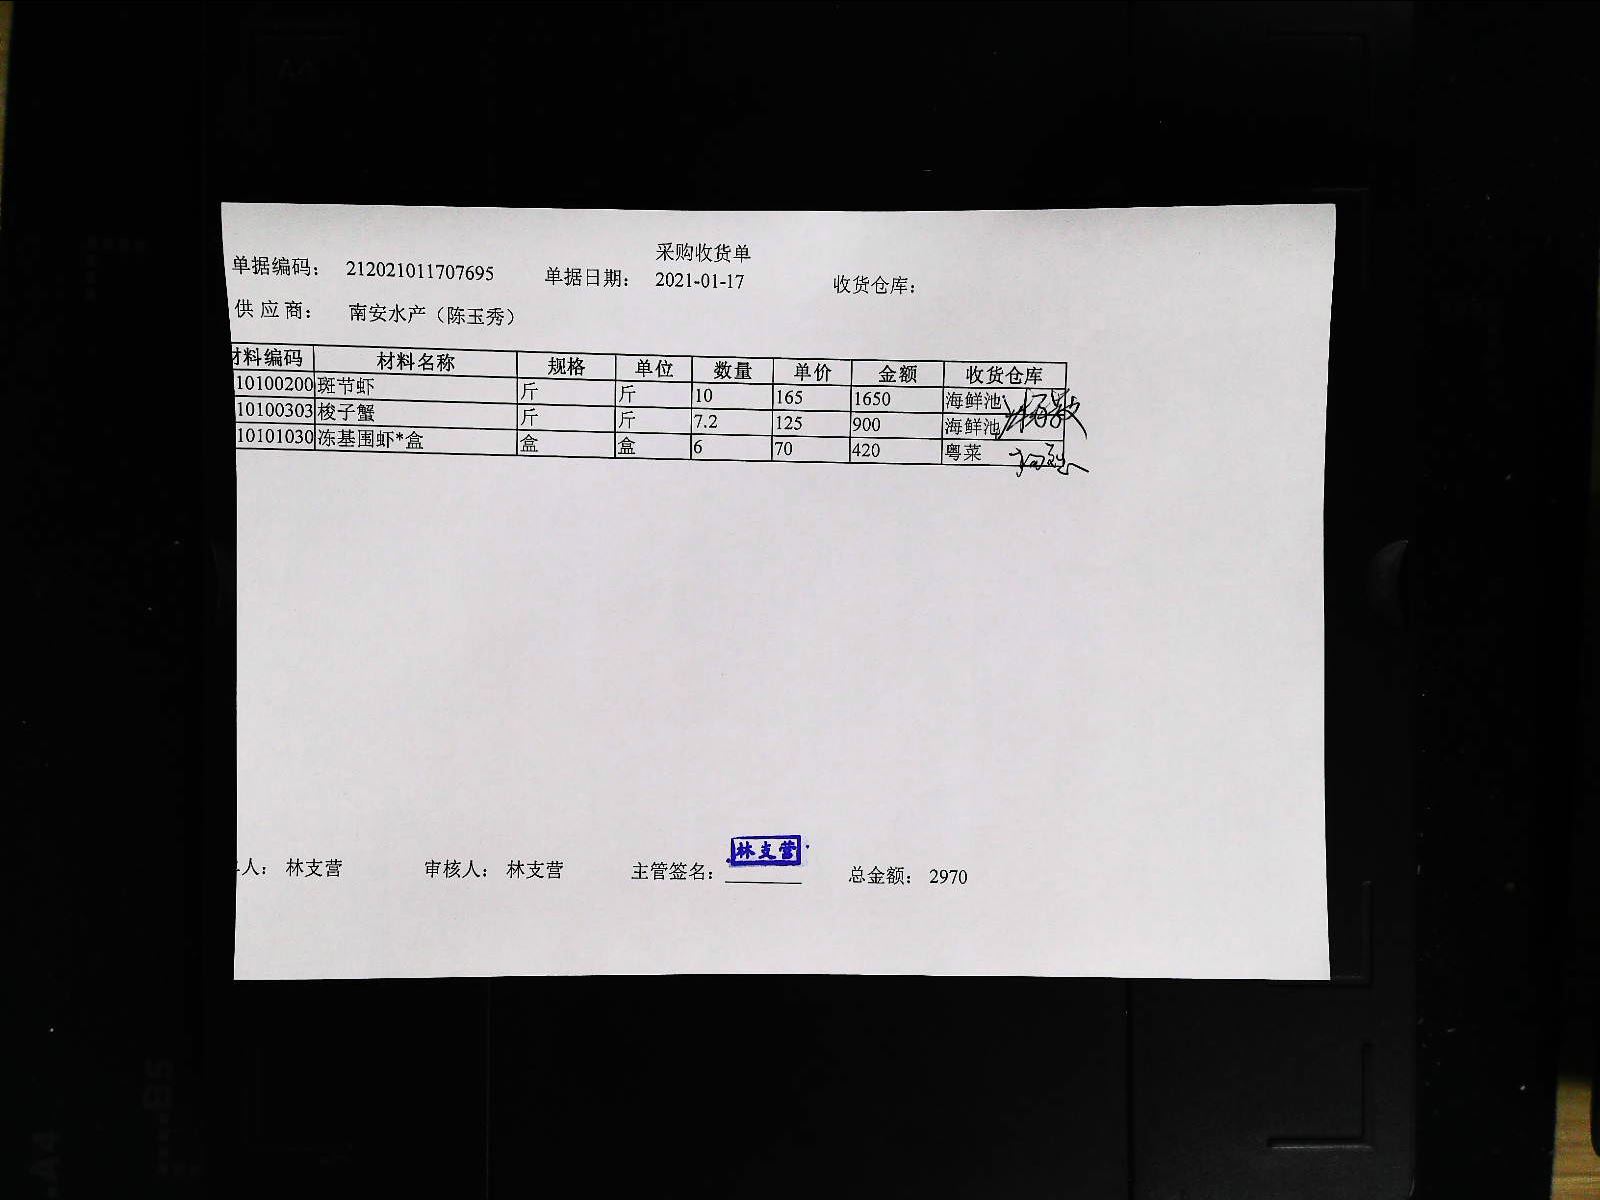 采购收货单
单据编码： 212021011707695 单据日期： 2021-01-17 收货仓库：
供应商： 南安水产（陈玉秀）
材料编码 材料名称 规格 单位 数量 单价 金额 收货仓库
10100200 斑节虾 斤 斤 10 165 1650 海鲜池
10100303 梭子蟹 斤 斤 7.2 125 900 海鲜池
10101030 冻基围虾*盒 盒 盒 6 70 420 粤菜
人： 林支营 审核人： 林支营 主管签名： 林支营 总金额： 2970